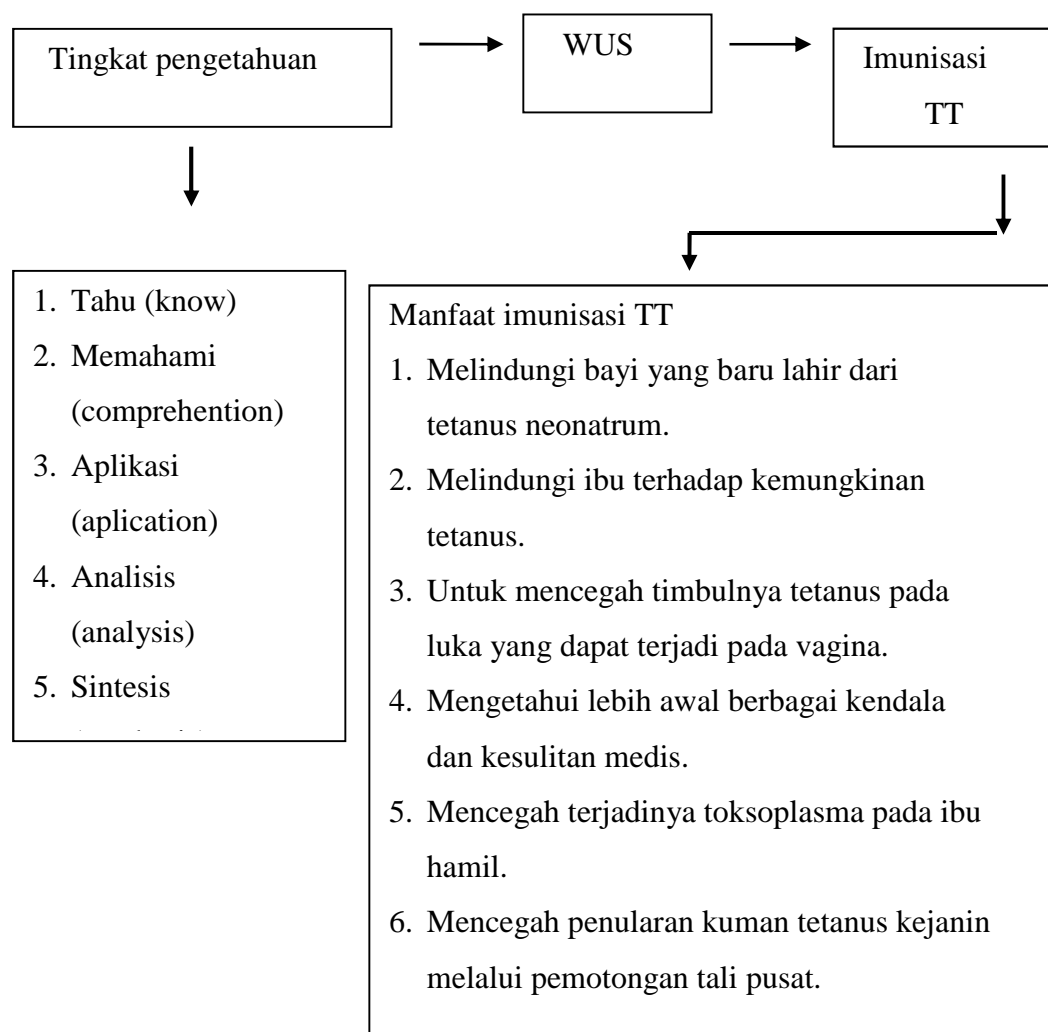 Tingkat pengetahuan
WUS
Imunisasi
TT
1. Tahu (know)
2. Memahami
(comprehention)
3. Aplikasi
(aplication)
4. Analisis
(analysis)
5. Sintesis
Manfaat imunisasi TT
1. Melindungi bayi yang baru lahir dari
tetanus neonatrum.
2. Melindungi ibu terhadap kemungkinan
tetanus.
3. Untuk mencegah timbulnya tetanus pada
luka yang dapat terjadi pada vagina.
4. Mengetahui lebih awal berbagai kendala
dan kesulitan medis.
5. Mencegah terjadinya toksoplasma pada ibu
hamil.
6. Mencegah penularan kuman tetanus kejanin
melalui pemotongan tali pusat.